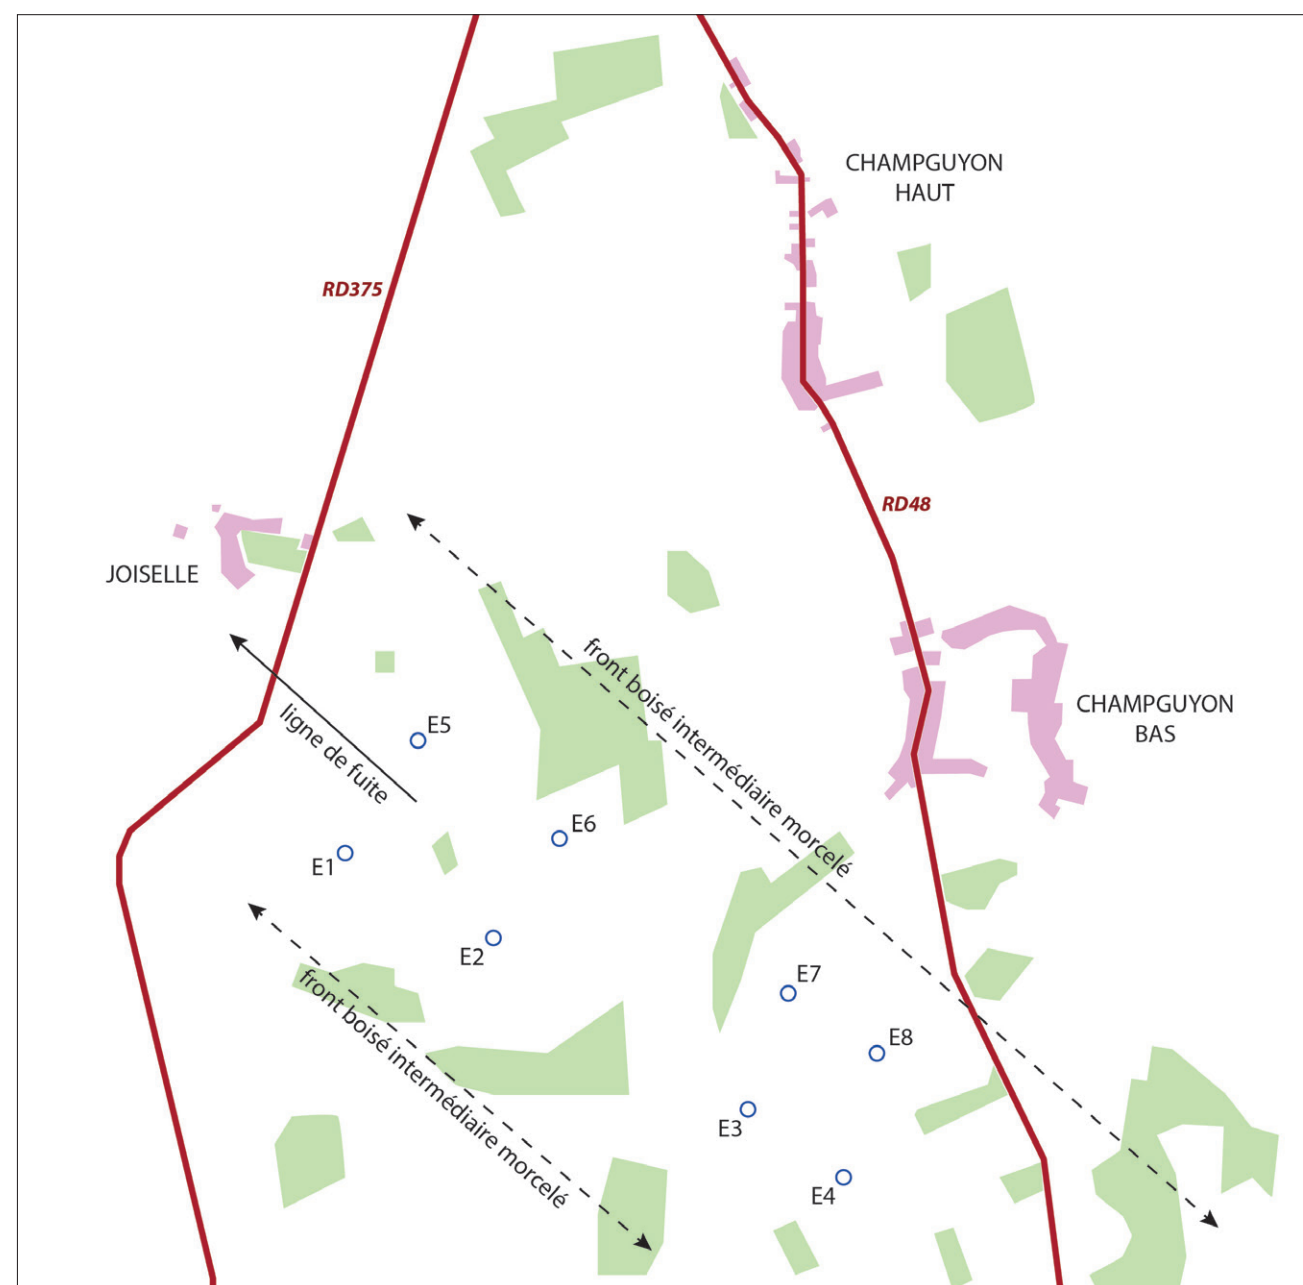 CHAMPGUYON
HAUT
RD375
RD48
JOISELLE
front boisé intermédiaire morcelé
CHAMPGUYON
BAS
ligne de fuite
E5
E6
E1
E2
front boisé intermédiaire morcelé
E7
E8
E3
E4